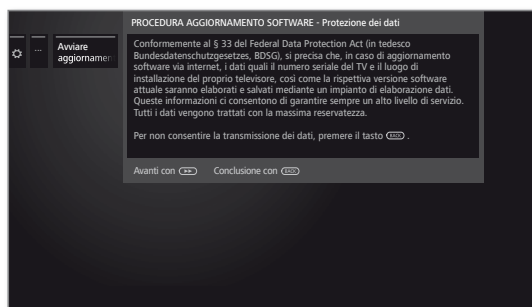 PROCEDURA AGGIORNAMENTO SOFTWARE - Protezione dei dati
...
Avviare
aggiornamer
Conformemente al § 33 del Federal Data Protection Act (in tedesco
Bundesdatenschutzgesetzes, BDSG), si precisa che, in caso di aggiornamento
software via internet, i dati quali il numero seriale del TV e il luogo di
installazione del proprio televisore, così come la rispettiva versione software
attuale saranno elaborati e salvati mediante un impianto di elaborazione dati.
Queste informazioni ci consentono di garantire sempre un alto livello di servizio.
Tutti i dati vengono trattati con la massima reservatezza.
Per non consentire la transmissione dei dati, premere il tasto BACK .
Avanti con Conclusione con BACK